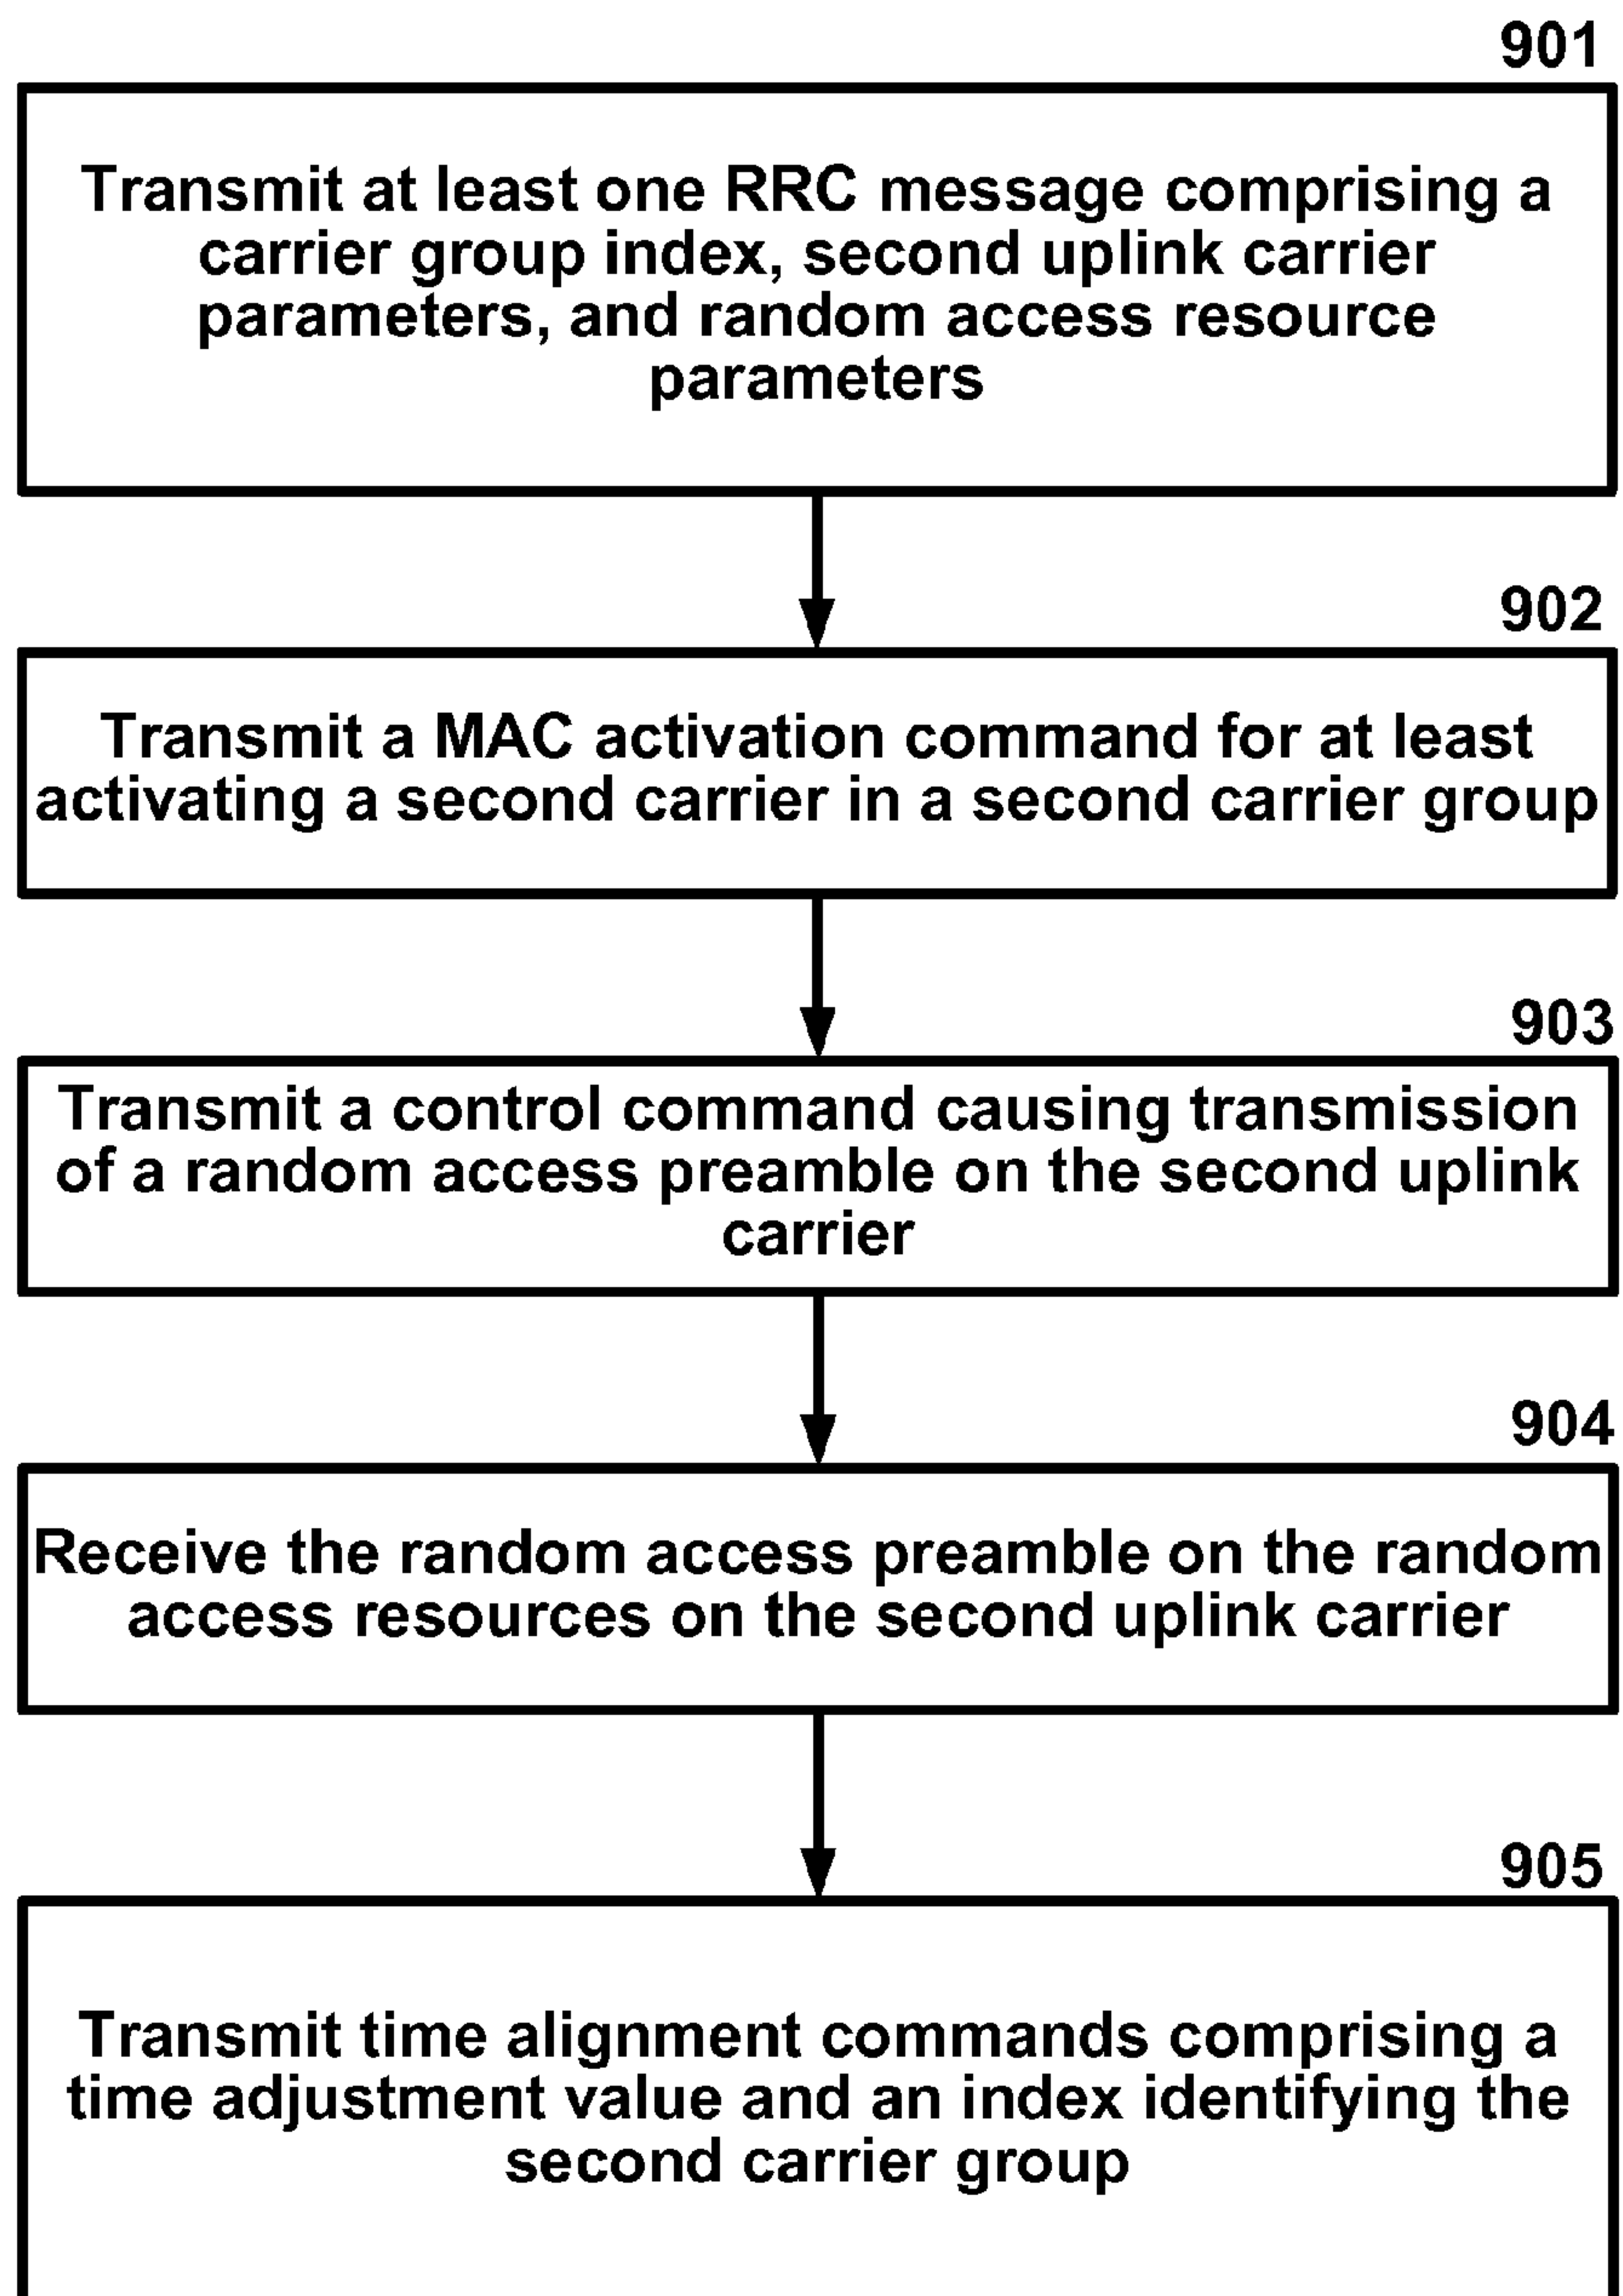 901
Transmit at least one RRC message comprising a
carrier group index, second uplink carrier
parameters, and random access resource
parameters
902
Transmit a MAC activation command for at least
activating a second carrier in a second carrier group
903
Transmit a control command causing transmission
of a random access preamble on the second uplink
carrier
904
Receive the random access preamble on the random
access resources on the second uplink carrier
905
Transmit time alignment commands comprising a
time adjustment value and an index identifying the
second carrier group